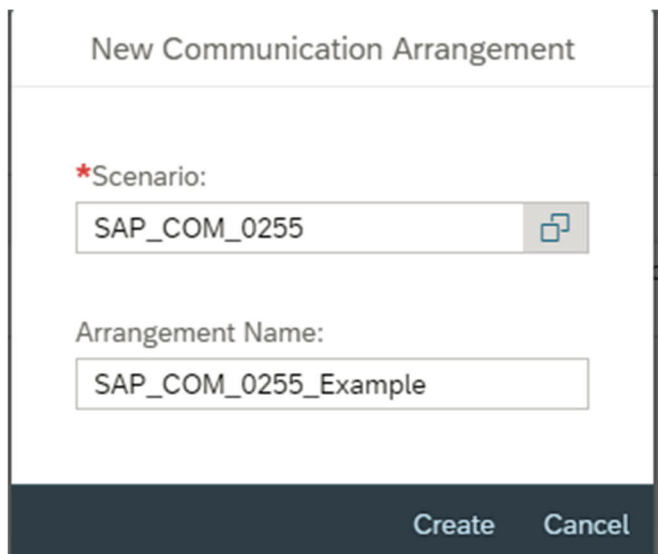 New Communication Arrangement
*Scenario:
SAP_COM_0255
Arrangement Name:
SAP_COM_0255_Example
Create Cancel